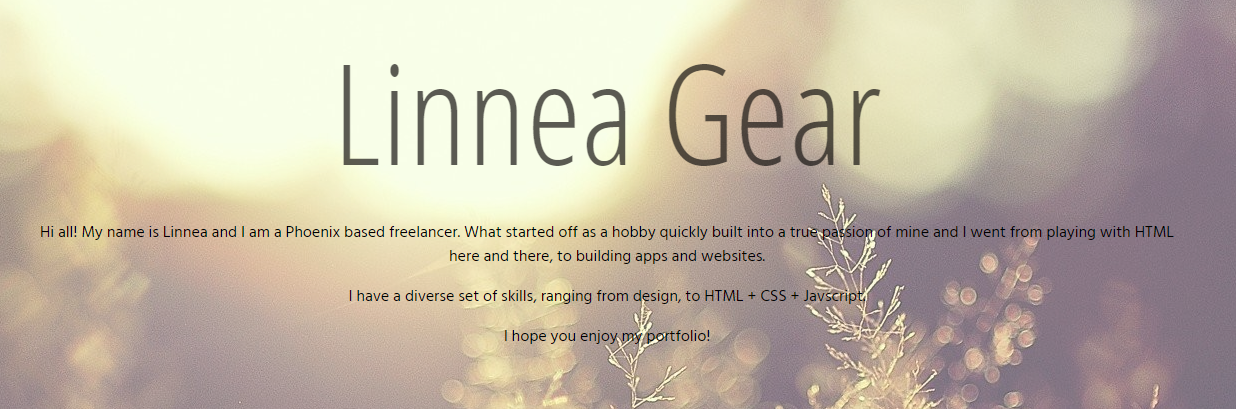 Linnea Gear
Hi all! My name is Linnea and I am a Phoenix based freelancer. What started off as a hobby quickly built into a true passion of mine and I went from playing with HTML
here and there, to building apps and websites.
I have a diverse set of skills, ranging from design, to HTML + CSS + Javscript.
I hope you enjoy my portfolio!